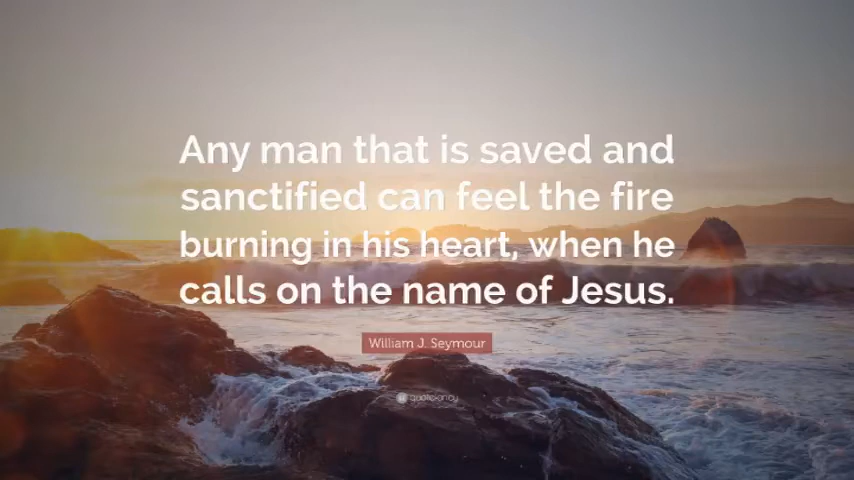 Any man that is saved and
sanctified can feel the fire
burning in his heart, when he
calls on the name of Jesus.
William J. Seymour
quotefancy